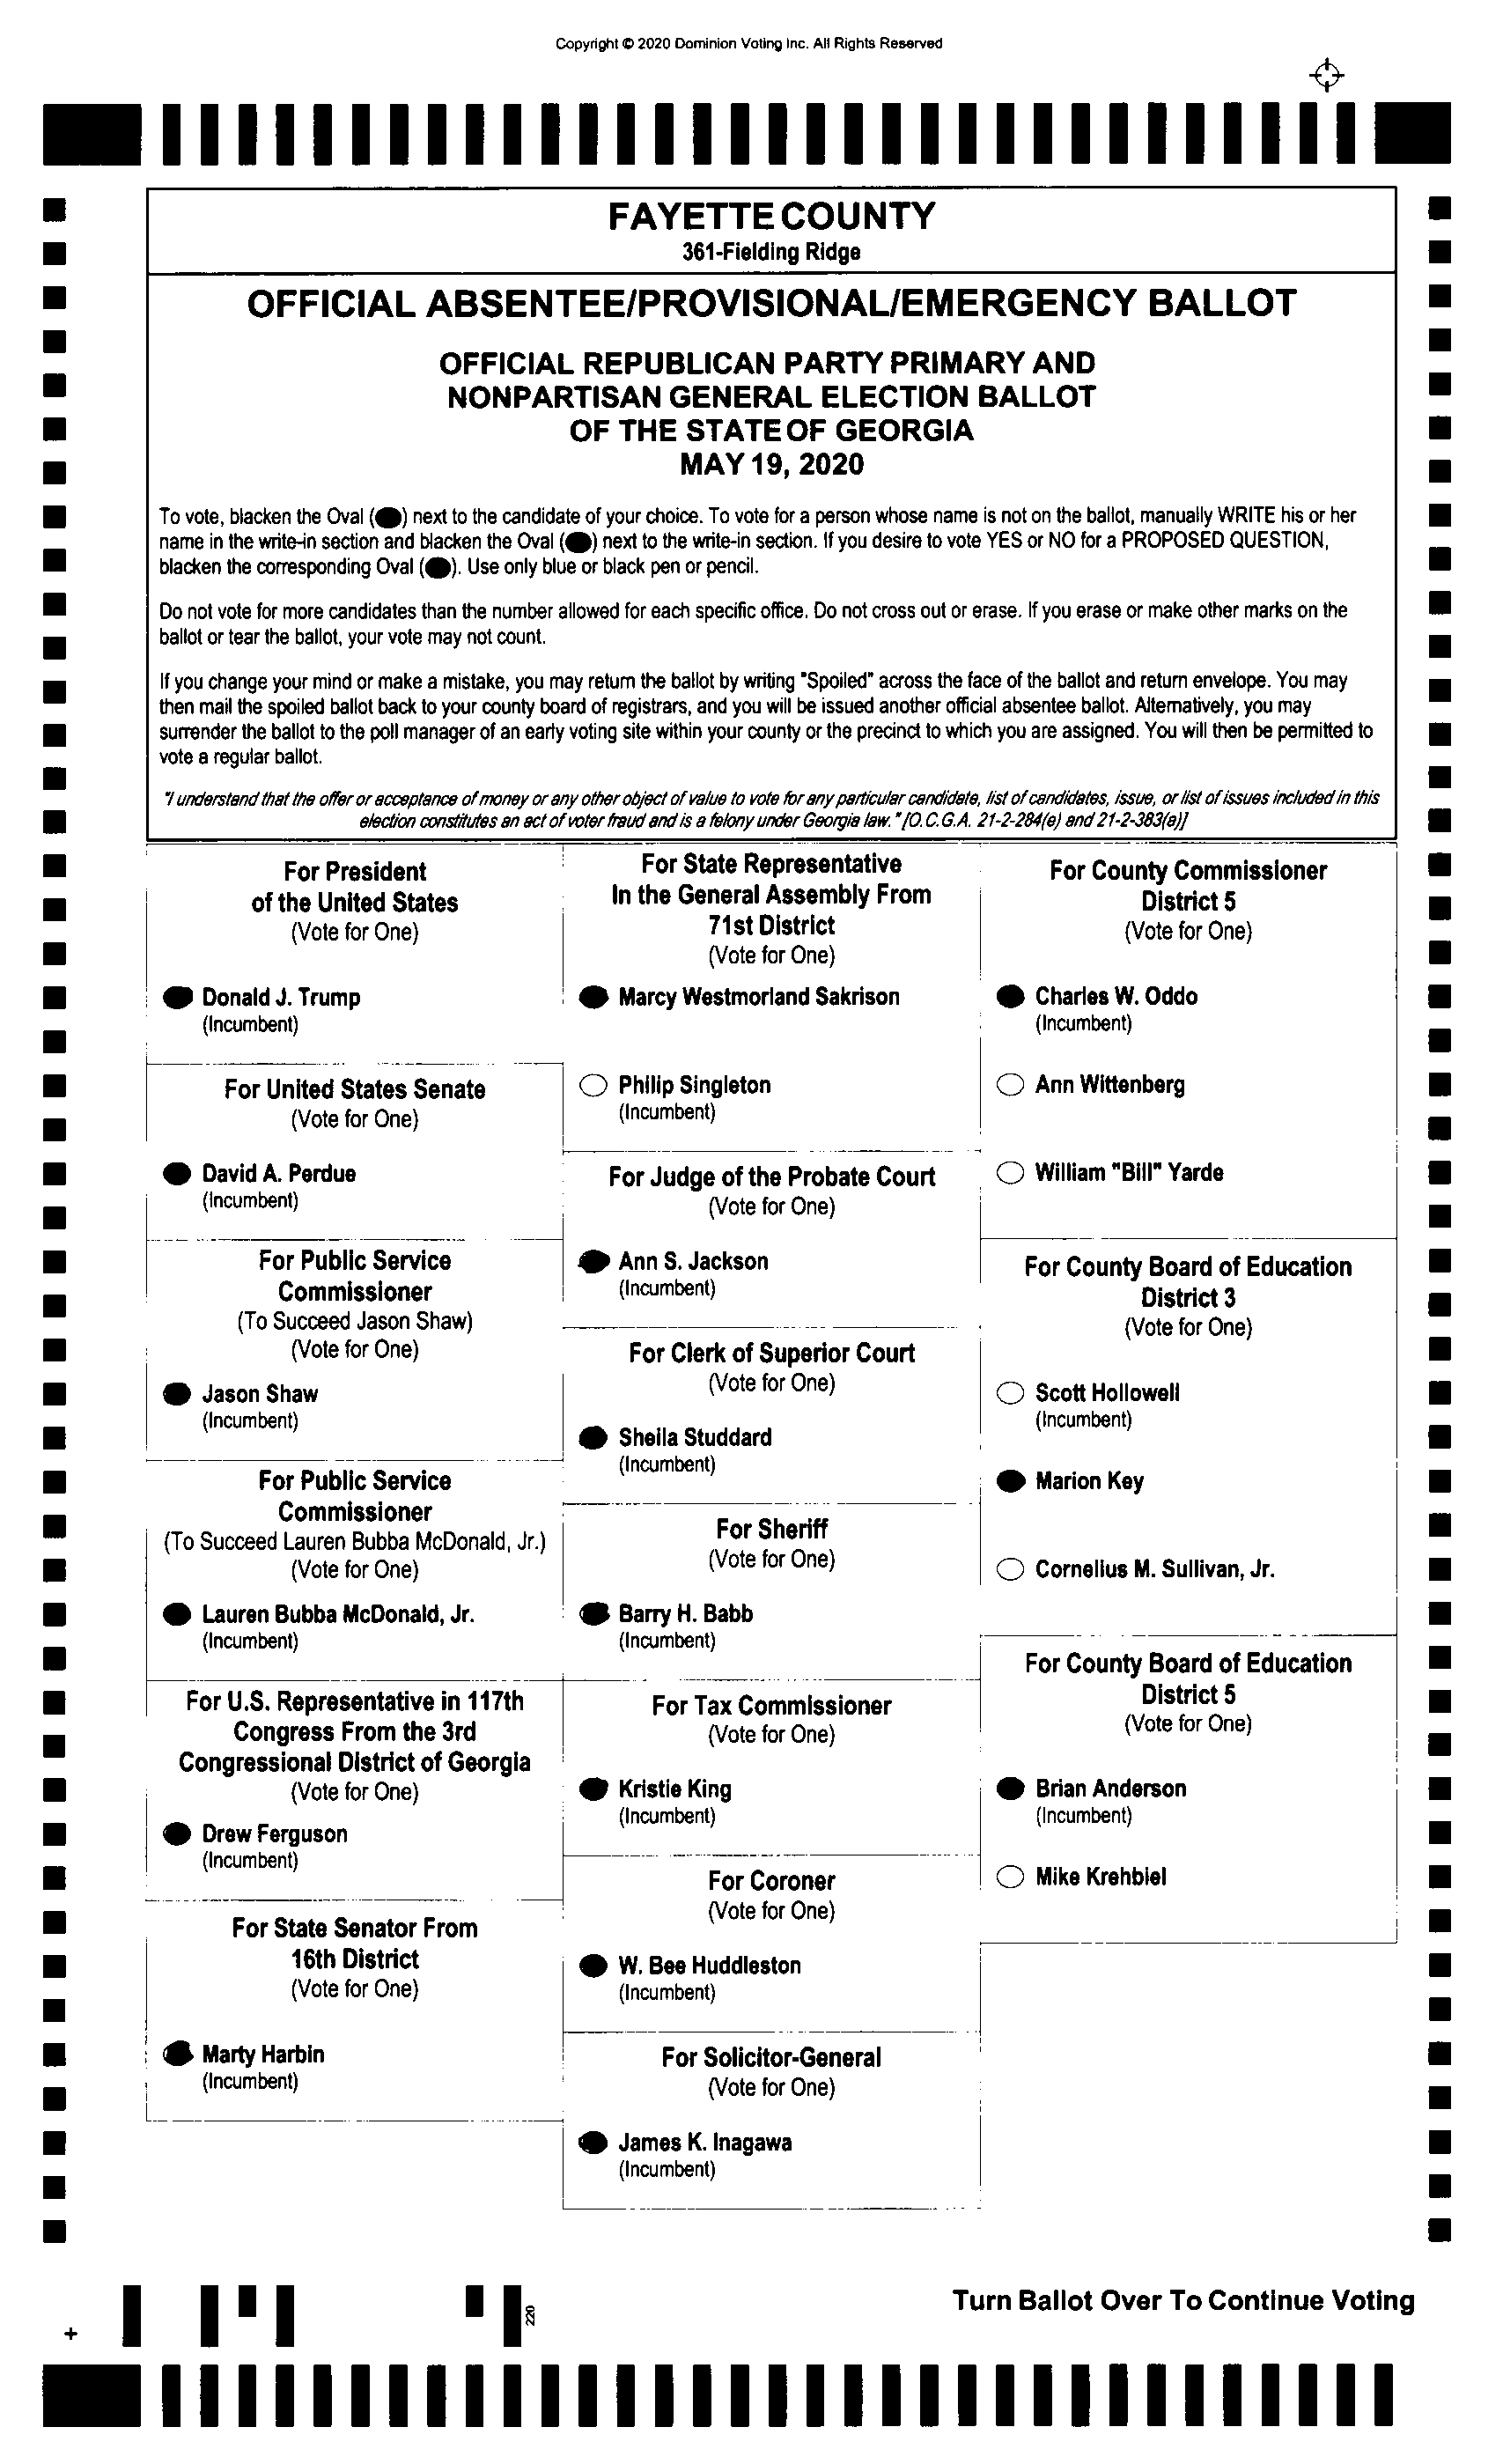 Copyright © 2020 Dominion Voting Inc. All Rights Reserved
FAYETTE COUNTY
361-Fielding Ridge
OFFICIAL ABSENTEE/PROVISIONAL/EMERGENCY BALLOT
OFFICIAL REPUBLICAN PARTY PRIMARY AND
NONPARTISAN GENERAL ELECTION BALLOT
OF THE STATE OF GEORGIA
MAY 19, 2020
To vote, blacken the Oval (⬬) next to the candidate of your choice. To vote for a person whose name is not on the ballot, manually WRITE his or her
name in the write-in section and blacken the Oval (⬬) next to the write-in section. If you desire to vote YES or NO for a PROPOSED QUESTION,
blacken the corresponding Oval (⬬). Use only blue or black pen or pencil.
Do not vote for more candidates than the number allowed for each specific office. Do not cross out or erase. If you erase or make other marks on the
ballot or tear the ballot, your vote may not count.
If you change your mind or make a mistake, you may return the ballot by writing "Spoiled" across the face of the ballot and return envelope. You may
then mail the spoiled ballot back to your county board of registrars, and you will be issued another official absentee ballot. Alternatively, you may
surrender the ballot to the poll manager of an early voting site within your county or the precinct to which you are assigned. You will then be permitted to
vote a regular ballot.
"I understand that the offer or acceptance of money or any other object of value to vote for any particular candidate, list of candidates, issue, or list of issues included in this
election constitutes an act of voter fraud and is a felony under Georgia law." [O.C.G.A. 21-2-284(e) and 21-2-383(a)]
For President
of the United States
(Vote for One)
Donald J. Trump
(Incumbent)
For United States Senate
(Vote for One)
David A. Perdue
(Incumbent)
For Public Service
Commissioner
(To Succeed Jason Shaw)
(Vote for One)
Jason Shaw
(Incumbent)
For Public Service
Commissioner
(To Succeed Lauren Bubba McDonald, Jr.)
(Vote for One)
Lauren Bubba McDonald, Jr.
(Incumbent)
For U.S. Representative in 117th
Congress From the 3rd
Congressional District of Georgia
(Vote for One)
Drew Ferguson
(Incumbent)
For State Senator From
16th District
(Vote for One)
Marty Harbin
(Incumbent)
For State Representative
In the General Assembly From
71st District
(Vote for One)
Marcy Westmorland Sakrison
Philip Singleton
(Incumbent)
For Judge of the Probate Court
(Vote for One)
Ann S. Jackson
(Incumbent)
For Clerk of Superior Court
(Vote for One)
Sheila Studdard
(Incumbent)
For Sheriff
(Vote for One)
Barry H. Babb
(Incumbent)
For Tax Commissioner
(Vote for One)
Kristie King
(Incumbent)
For Coroner
(Vote for One)
W. Bee Huddleston
(Incumbent)
For Solicitor-General
(Vote for One)
James K. Inagawa
(Incumbent)
For County Commissioner
District 5
(Vote for One)
Charles W. Oddo
(Incumbent)
Ann Wittenberg
William "Bill" Yarde
For County Board of Education
District 3
(Vote for One)
Scott Hollowell
(Incumbent)
Marion Key
Cornelius M. Sullivan, Jr.
For County Board of Education
District 5
(Vote for One)
Brian Anderson
(Incumbent)
Mike Krehbiel
Turn Ballot Over To Continue Voting
220
+